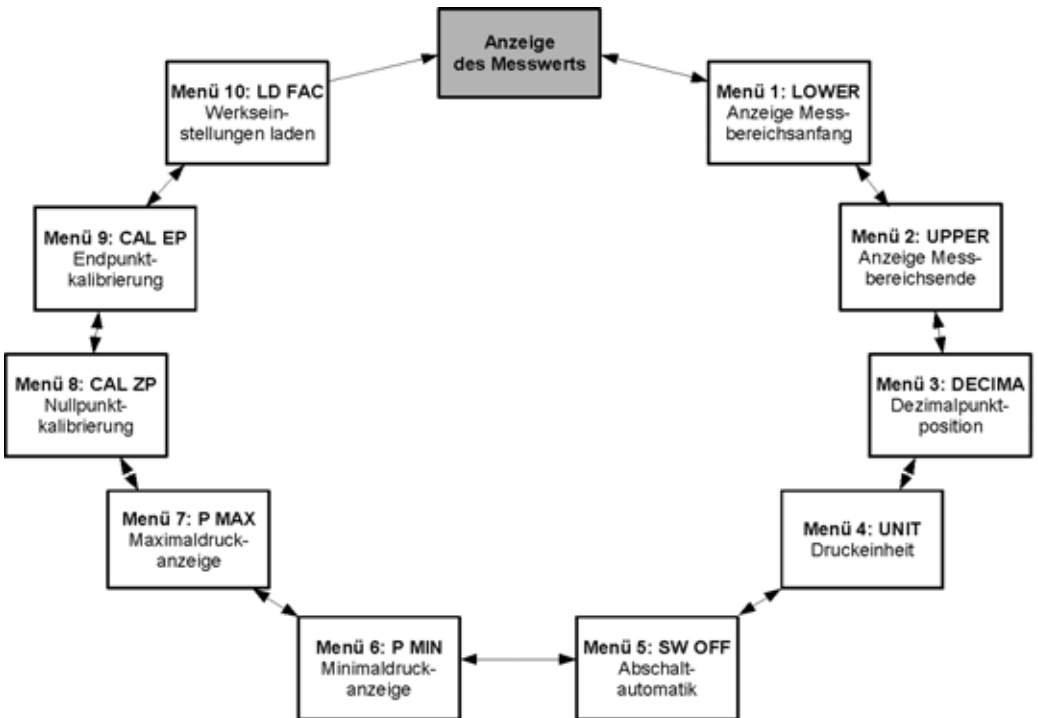 Anzeige
des Messwerts
Menü 1: LOWER
Anzeige Mess-
bereichsanfang
Menü 2: UPPER
Anzeige Mess-
bereichsende
Menü 3: DECIMA
Dezimalpunkt-
position
Menü 4: UNIT
Druckeinheit
Menü 5: SW OFF
Abschalt-
automatik
Menü 6: P MIN
Minimaldruck-
anzeige
Menü 7: P MAX
Maximaldruck-
anzeige
Menü 8: CAL ZP
Nullpunkt-
kalibrierung
Menü 9: CAL EP
Endpunkt-
kalibrierung
Menü 10: LD FAC
Werksein-
stellungen laden